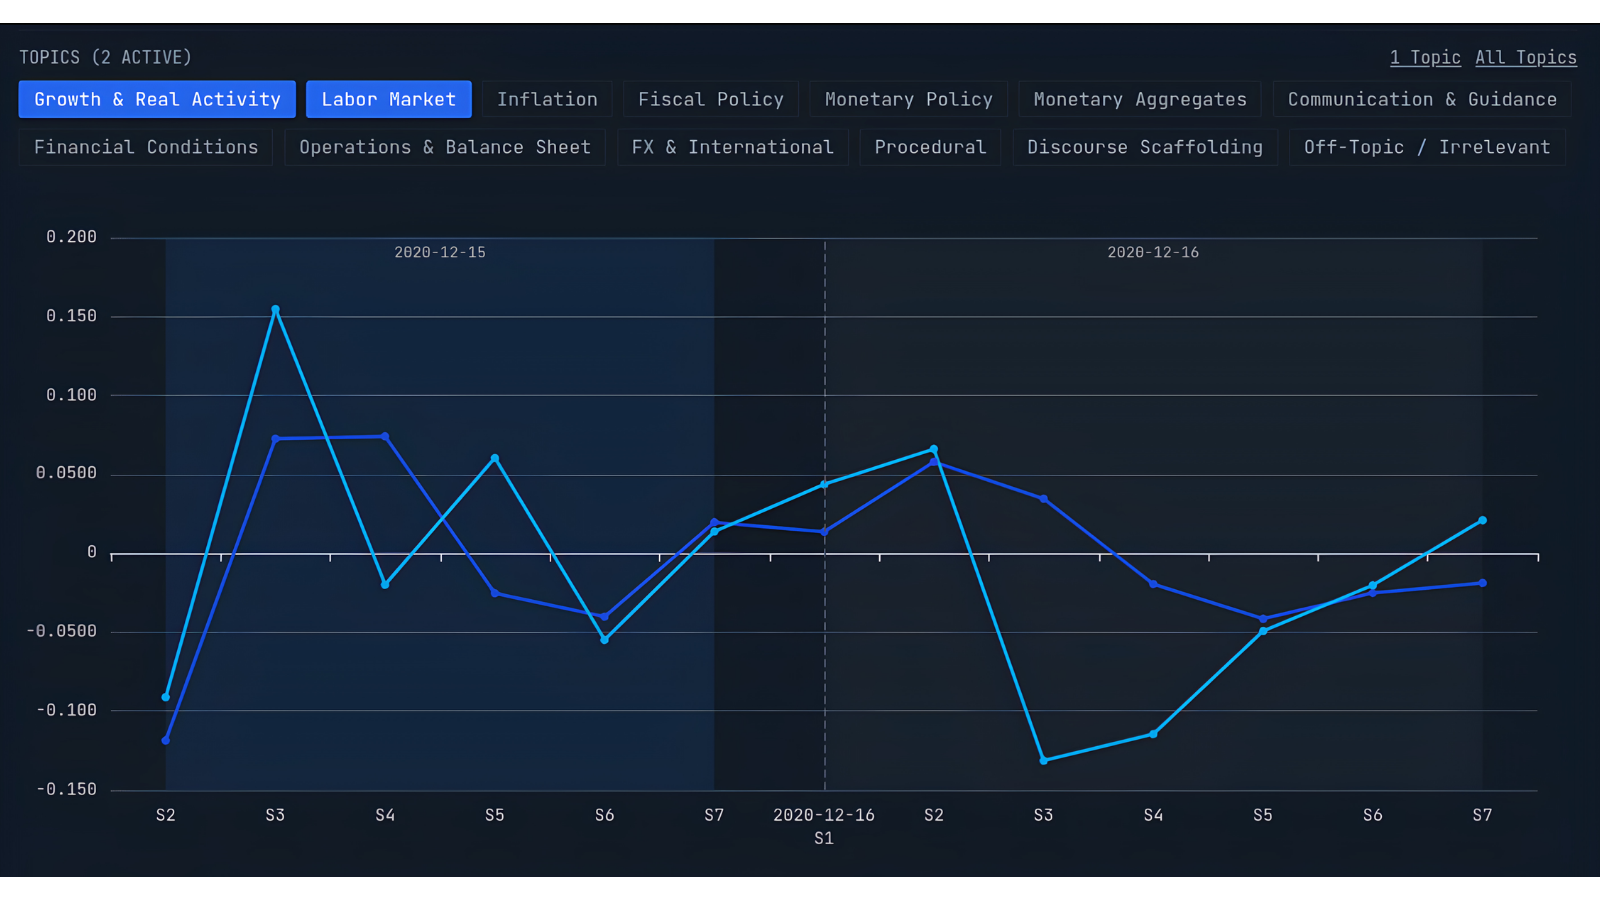 TOPICS (2 ACTIVE)
1 Topic All Topics
Growth & Real Activity Labor Market Inflation Fiscal Policy Monetary Policy Monetary Aggregates Communication & Guidance
Financial Conditions Operations & Balance Sheet FX & International Procedural Discourse Scaffolding Off-Topic / Irrelevant
0.200
2020-12-15 2020-12-16
0.150
0.100
0.0500
0
-0.0500
-0.100
-0.150
S2 S3 S4 S5 S6 S7 2020-12-16 S2 S3 S4 S5 S6 S7
S1